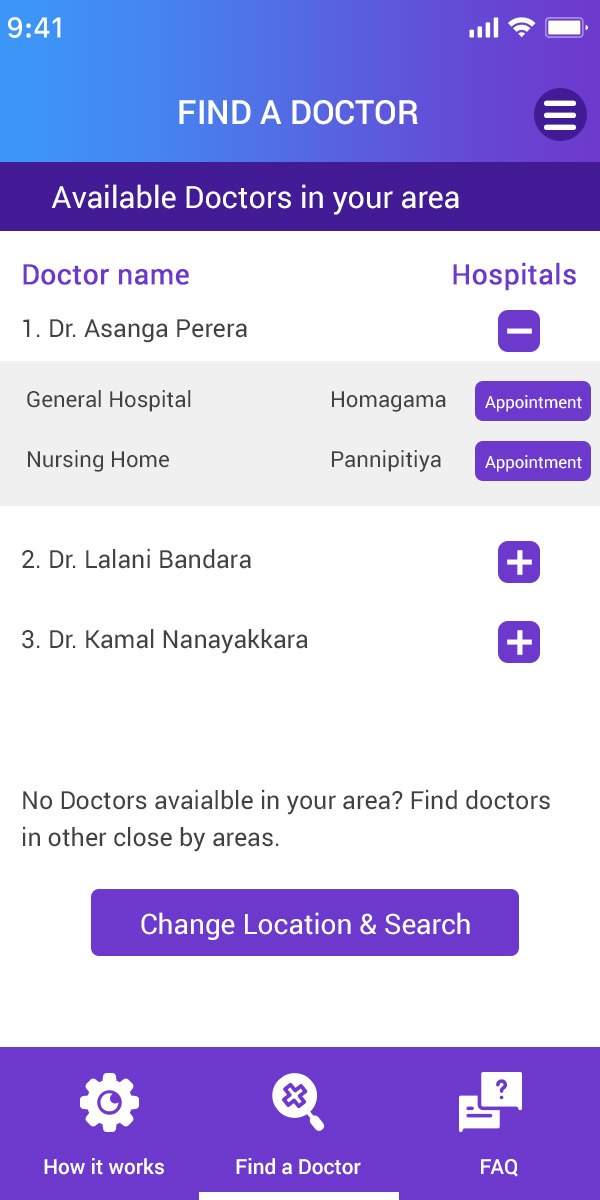 9:41
FIND A DOCTOR
Available Doctors in your area
Doctor name Hospitals
1. Dr. Asanga Perera
General Hospital Homagama Appointment
Nursing Home Pannipitiya Appointment
2. Dr. Lalani Bandara
3. Dr. Kamal Nanayakkara
No Doctors avaialble in your area? Find doctors
in other close by areas.
Change Location & Search
?
How it works Find a Doctor FAQ